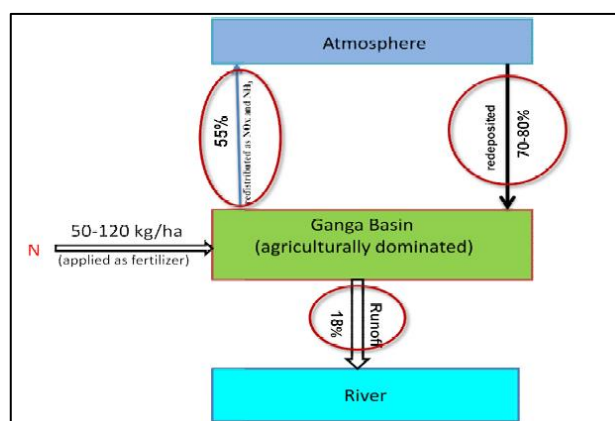 Atmosphere
55%
redistributed as NOx and NH₃
redeposited
70-80%
50-120 kg/ha
N
(applied as fertilizer)
Ganga Basin
(agriculturally dominated)
Runoff
18%
River